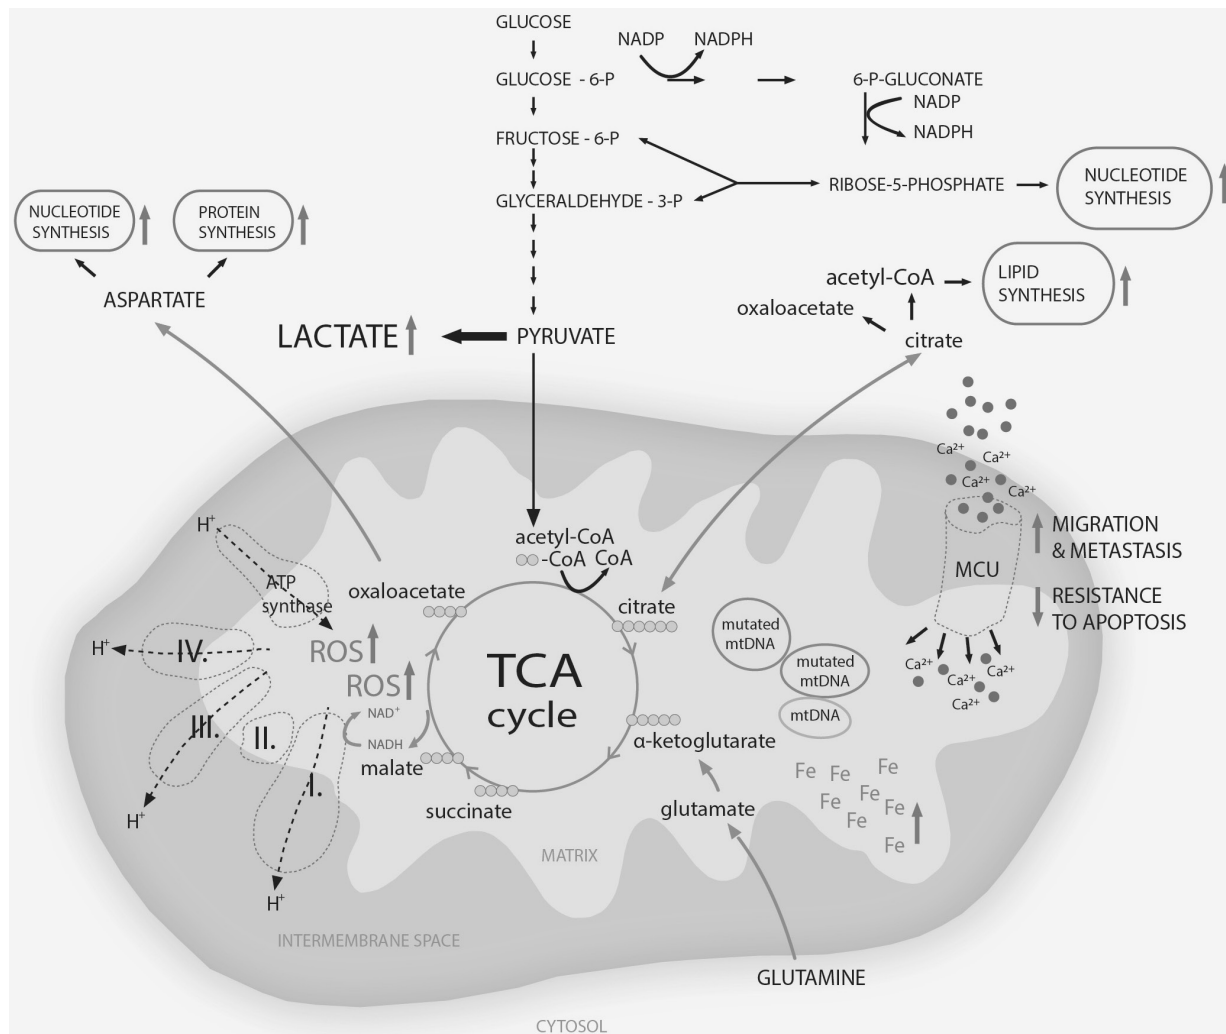 GLUCOSE
NADP
NADPH
GLUCOSE - 6-P
6-P-GLUCONATE
NADP
NADPH
FRUCTOSE - 6-P
RIBOSE-5-PHOSPHATE
NUCLEOTIDE
SYNTHESIS
GLYCERALDEHYDE - 3-P
NUCLEOTIDE
SYNTHESIS
PROTEIN
SYNTHESIS
ASPARTATE
acetyl-CoA
LIPID
SYNTHESIS
oxaloacetate
citrate
LACTATE
PYRUVATE
Ca²⁺
Ca²⁺
Ca²⁺
Ca²⁺
MIGRATION
& METASTASIS
MCU
RESISTANCE
TO APOPTOSIS
Ca²⁺
Ca²⁺
Ca²⁺
H⁺
ATP
synthase
acetyl-CoA
-CoA
CoA
oxaloacetate
citrate
H⁺
IV.
ROS
ROS
III.
II.
I.
NAD⁺
NADH
malate
TCA
cycle
succinate
α-ketoglutarate
glutamate
mutated
mtDNA
mutated
mtDNA
mtDNA
Fe
Fe
Fe
Fe
Fe
Fe
Fe
Fe
H⁺
H⁺
MATRIX
INTERMEMBRANE SPACE
GLUTAMINE
CYTOSOL